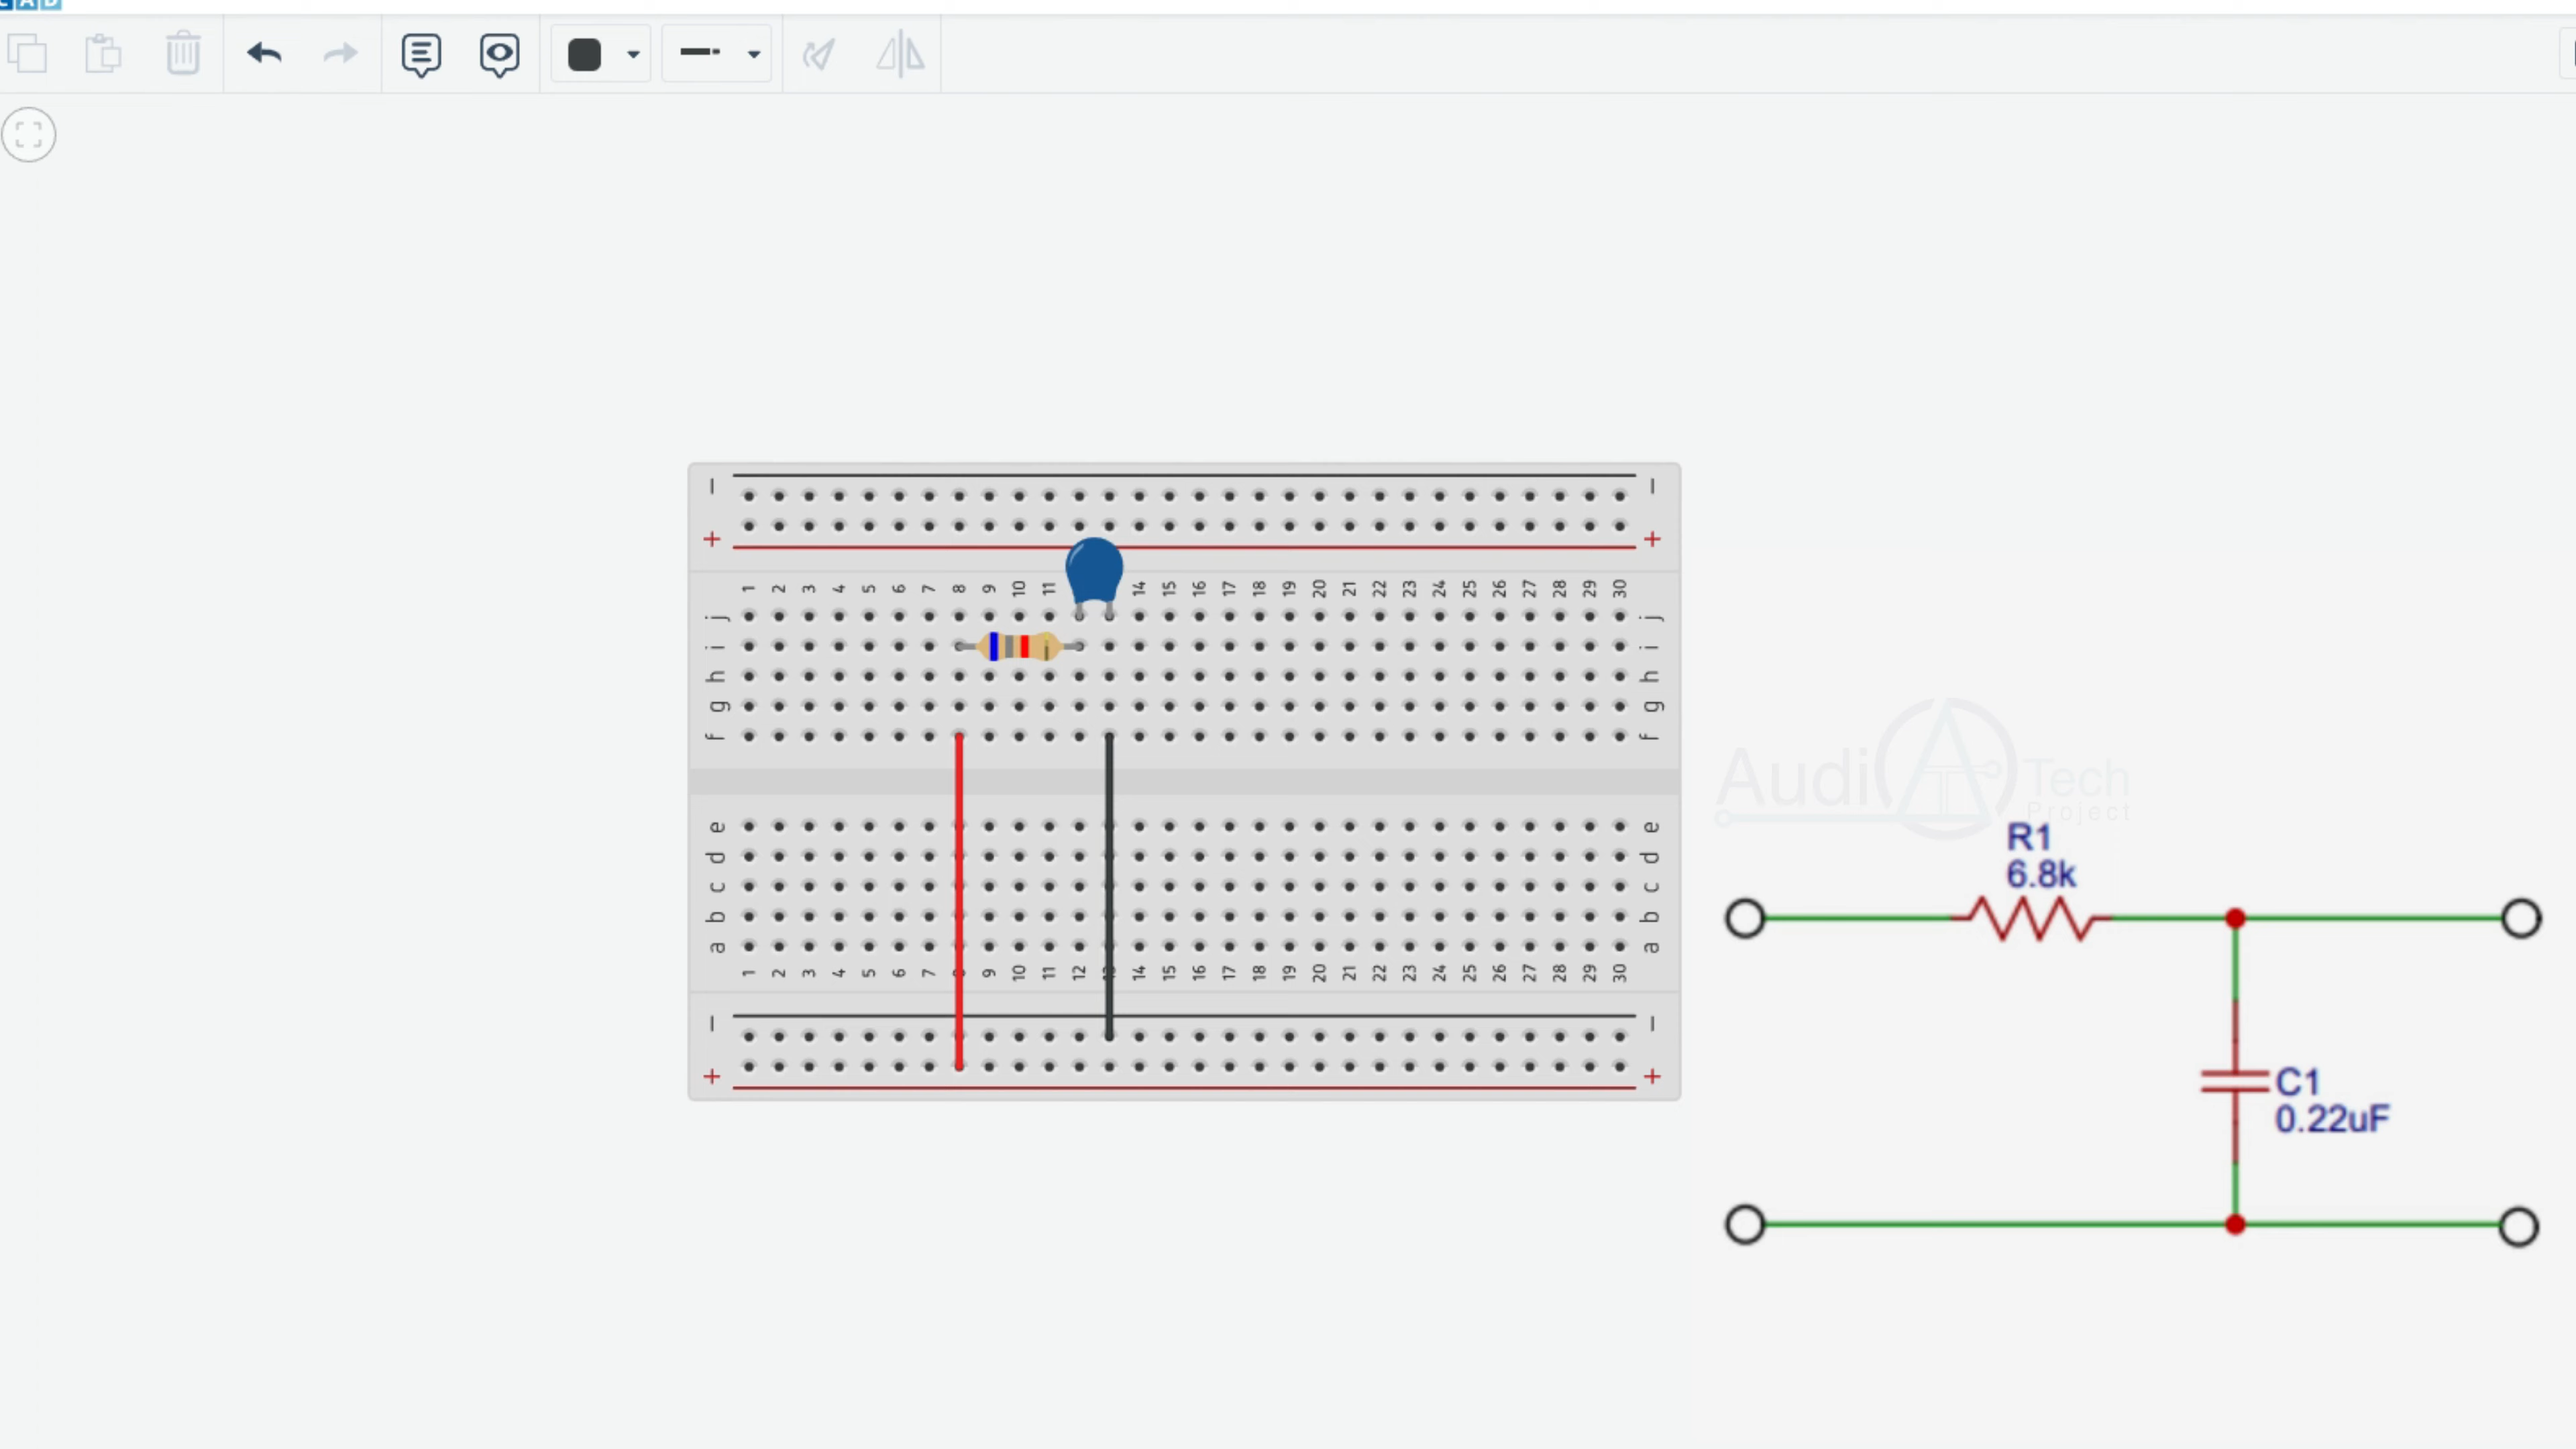 CAD
1 2 3 4 5 6 7 8 9 10 11 14 15 16 17 18 19 20 21 22 23 24 25 26 27 28 29 30
j j
i i
h h
g g
f f
e e
d d
c c
b b
a a
1 2 3 4 5 6 7 9 10 11 12 14 15 16 17 18 19 20 21 22 23 24 25 26 27 28 29 30
Audi Tech
Project
R1
6.8k
C1
0.22uF